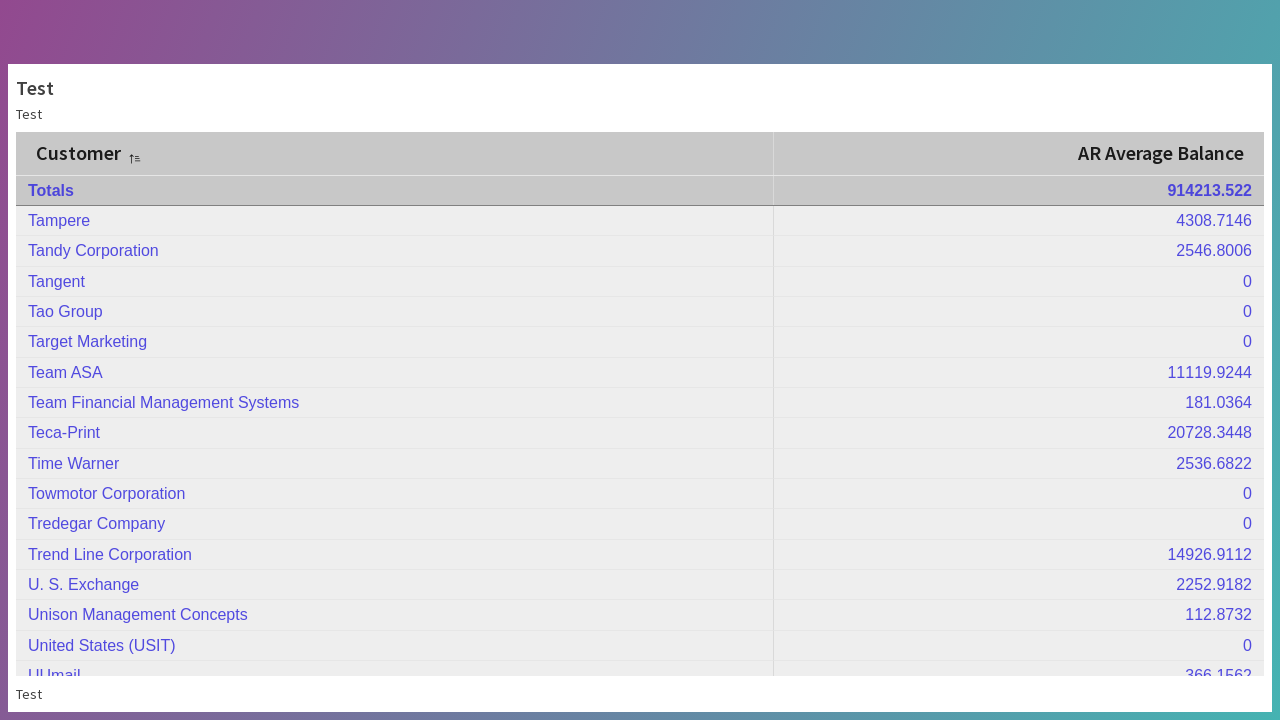 Test
Test
Customer AR Average Balance
Totals 914213.522
Tampere 4308.7146
Tandy Corporation 2546.8006
Tangent 0
Tao Group 0
Target Marketing 0
Team ASA 11119.9244
Team Financial Management Systems 181.0364
Teca-Print 20728.3448
Time Warner 2536.6822
Towmotor Corporation 0
Tredegar Company 0
Trend Line Corporation 14926.9112
U. S. Exchange 2252.9182
Unison Management Concepts 112.8732
United States (USIT) 0
UUmail 366.1562
Test